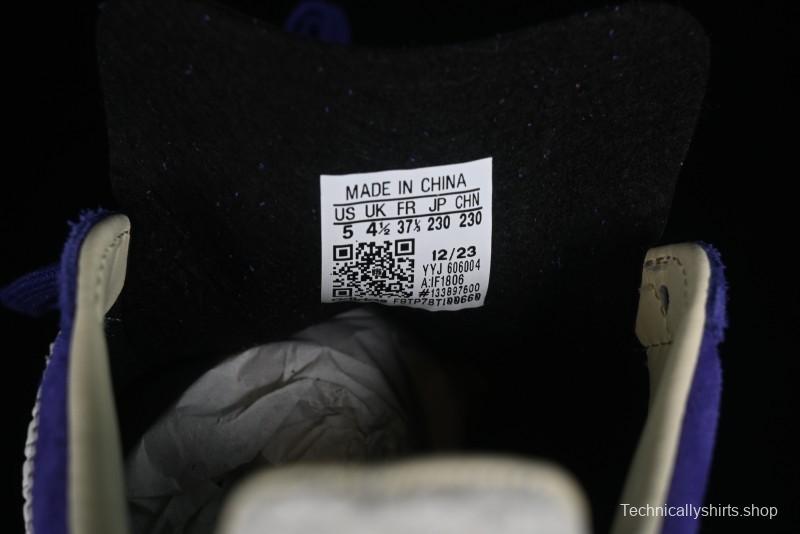 MADE IN CHINA
US UK FR JP CHN
5 4½ 37⅓ 230 230
12/23
YYJ 606004
A:IF1806
#133897600
F9TP78TI00660
TechnicallyShirts.shop